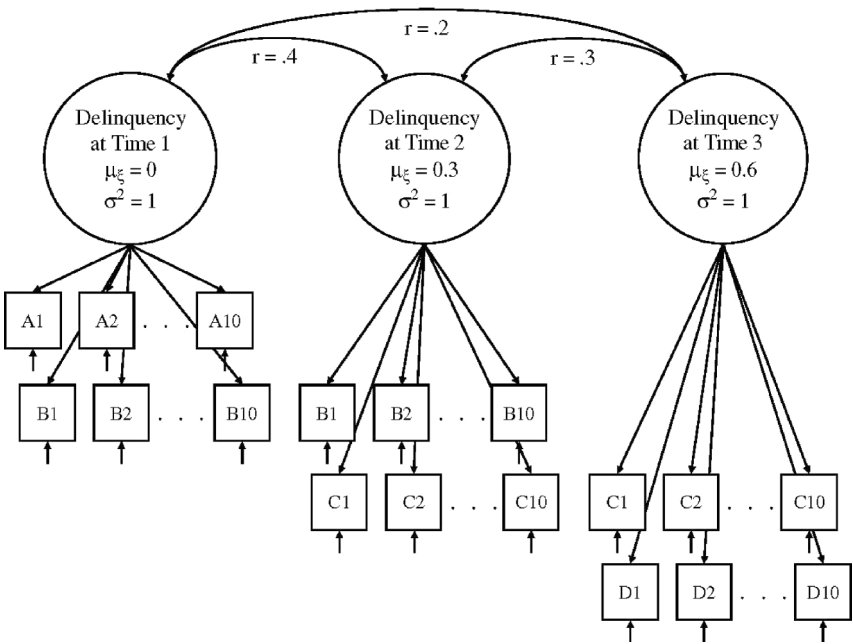 r = .2
r = .4
r = .3
Delinquency
at Time 1
μξ = 0
σ² = 1
Delinquency
at Time 2
μξ = 0.3
σ² = 1
Delinquency
at Time 3
μξ = 0.6
σ² = 1
A1 A2 . . . A10
B1 B2 . . . B10
B1 B2 . . . B10
C1 C2 . . . C10
C1 C2 . . . C10
D1 D2 . . . D10